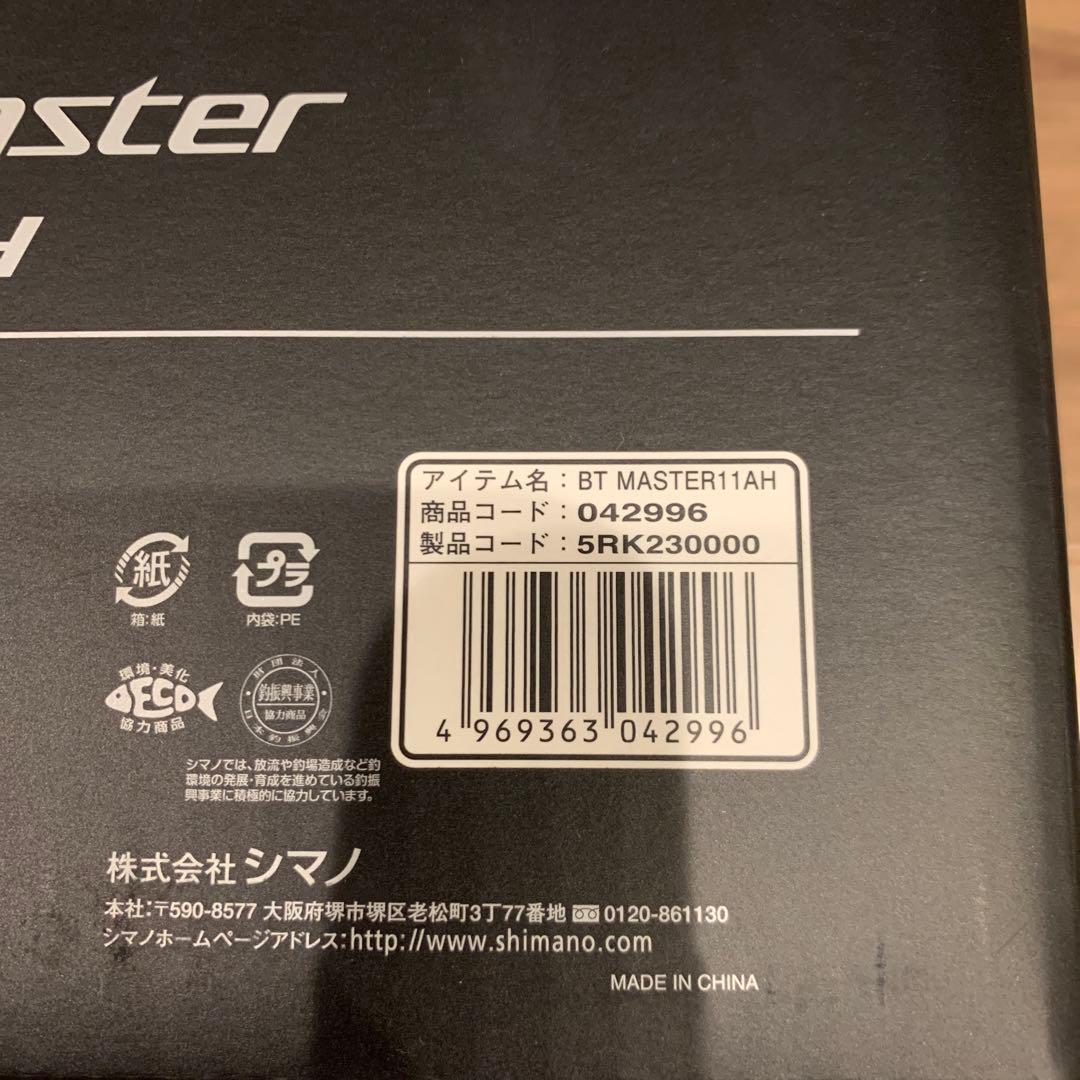 aster
H
アイテム名：BT MASTER11AH
商品コード：042996
製品コード：5RK230000
4 969363 042996
紙
箱:紙
プラ
内袋:PE
環境・美化
DECO
協力商品
財団法人
釣振興事業
協力商品
日本釣振興会
シマノでは、放流や釣場造成など釣
環境の発展・育成を進めている釣振
興事業に積極的に協力しています。
株式会社シマノ
本社:〒590-8577 大阪府堺市堺区老松町3丁77番地 0120-861130
シマノホームページアドレス:http://www.shimano.com
MADE IN CHINA